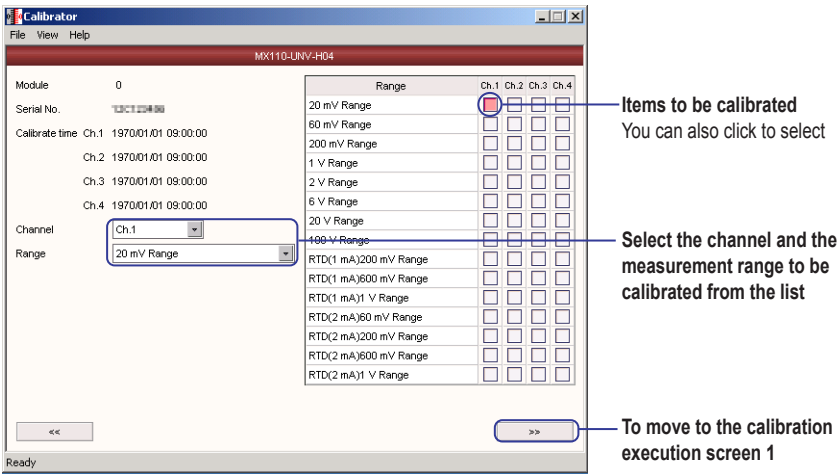 Calibrator
File View Help
MX110-UNV-H04
Module 0
Serial No.
Calibrate time Ch.1 1970/01/01 09:00:00
Ch.2 1970/01/01 09:00:00
Ch.3 1970/01/01 09:00:00
Ch.4 1970/01/01 09:00:00
Channel Ch.1
Range 20 mV Range
Range Ch.1 Ch.2 Ch.3 Ch.4
20 mV Range
60 mV Range
200 mV Range
1 V Range
2 V Range
6 V Range
20 V Range
100 V Range
RTD(1 mA)200 mV Range
RTD(1 mA)600 mV Range
RTD(1 mA)1 V Range
RTD(2 mA)60 mV Range
RTD(2 mA)200 mV Range
RTD(2 mA)600 mV Range
RTD(2 mA)1 V Range
<<
>>
Ready
Items to be calibrated
You can also click to select
Select the channel and the
measurement range to be
calibrated from the list
To move to the calibration
execution screen 1